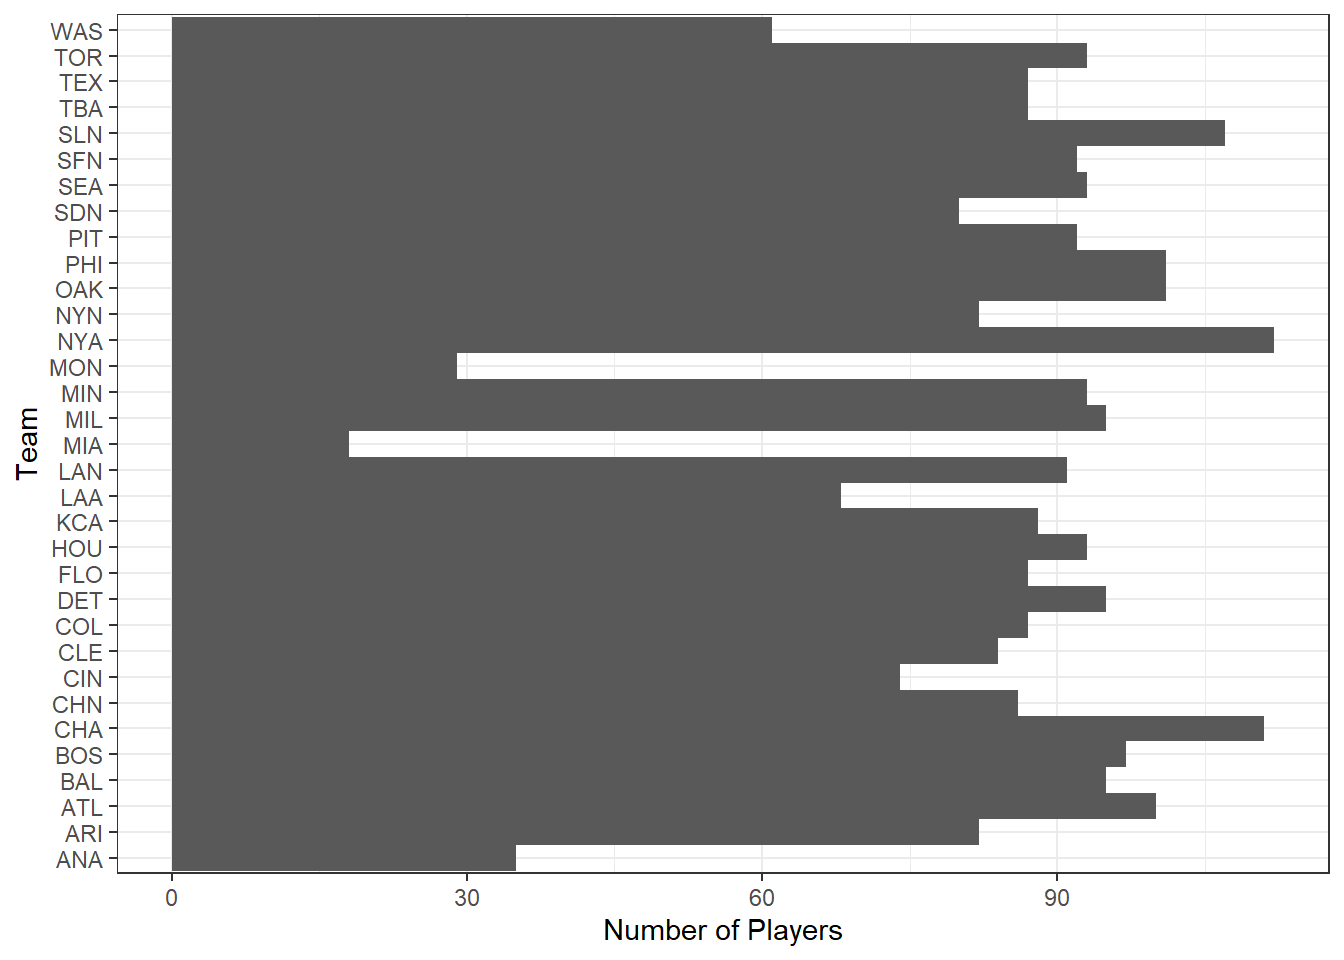 WAS
TOR
TEX
TBA
SLN
SFN
SEA
SDN
PIT
PHI
OAK
NYN
NYA
MON
MIN
MIL
MIA
LAN
LAA
KCA
HOU
FLO
DET
COL
CLE
CIN
CHN
CHA
BOS
BAL
ATL
ARI
ANA
Team
0 30 60 90
Number of Players